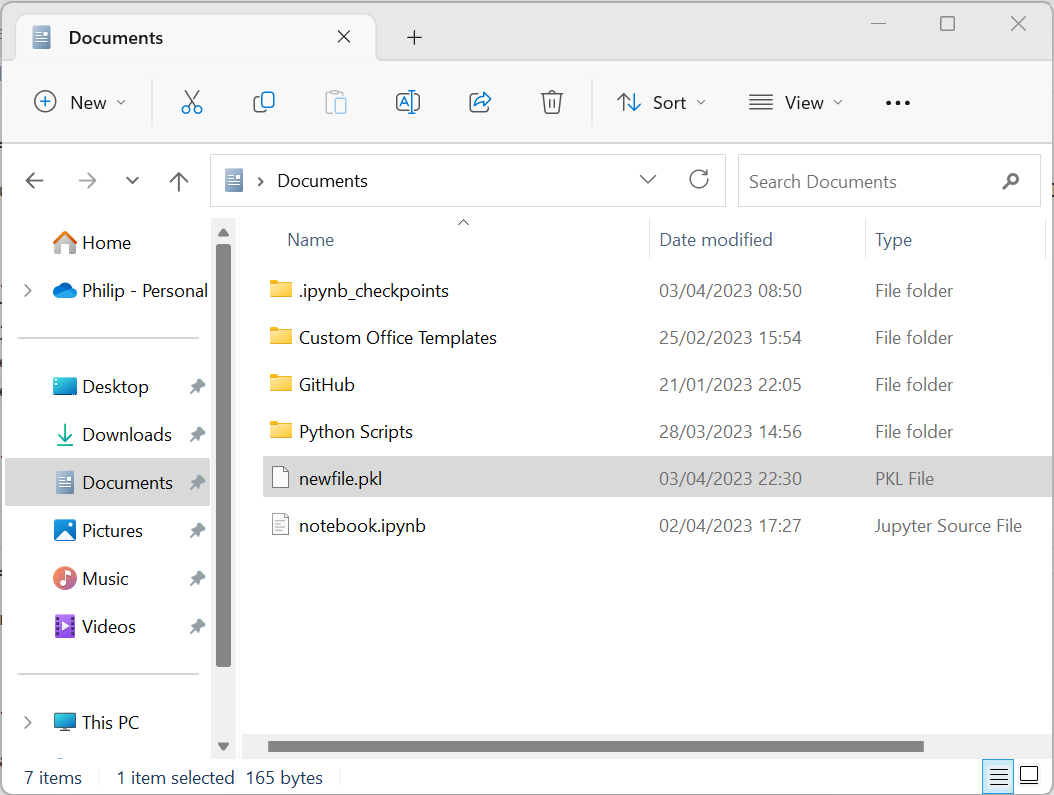 Documents
New
Sort
View
Documents
Search Documents
Home
Philip - Personal
Desktop
Downloads
Documents
Pictures
Music
Videos
This PC
Name Date modified Type
.ipynb_checkpoints 03/04/2023 08:50 File folder
Custom Office Templates 25/02/2023 15:54 File folder
GitHub 21/01/2023 22:05 File folder
Python Scripts 28/03/2023 14:56 File folder
newfile.pkl 03/04/2023 22:30 PKL File
notebook.ipynb 02/04/2023 17:27 Jupyter Source File
7 items 1 item selected 165 bytes